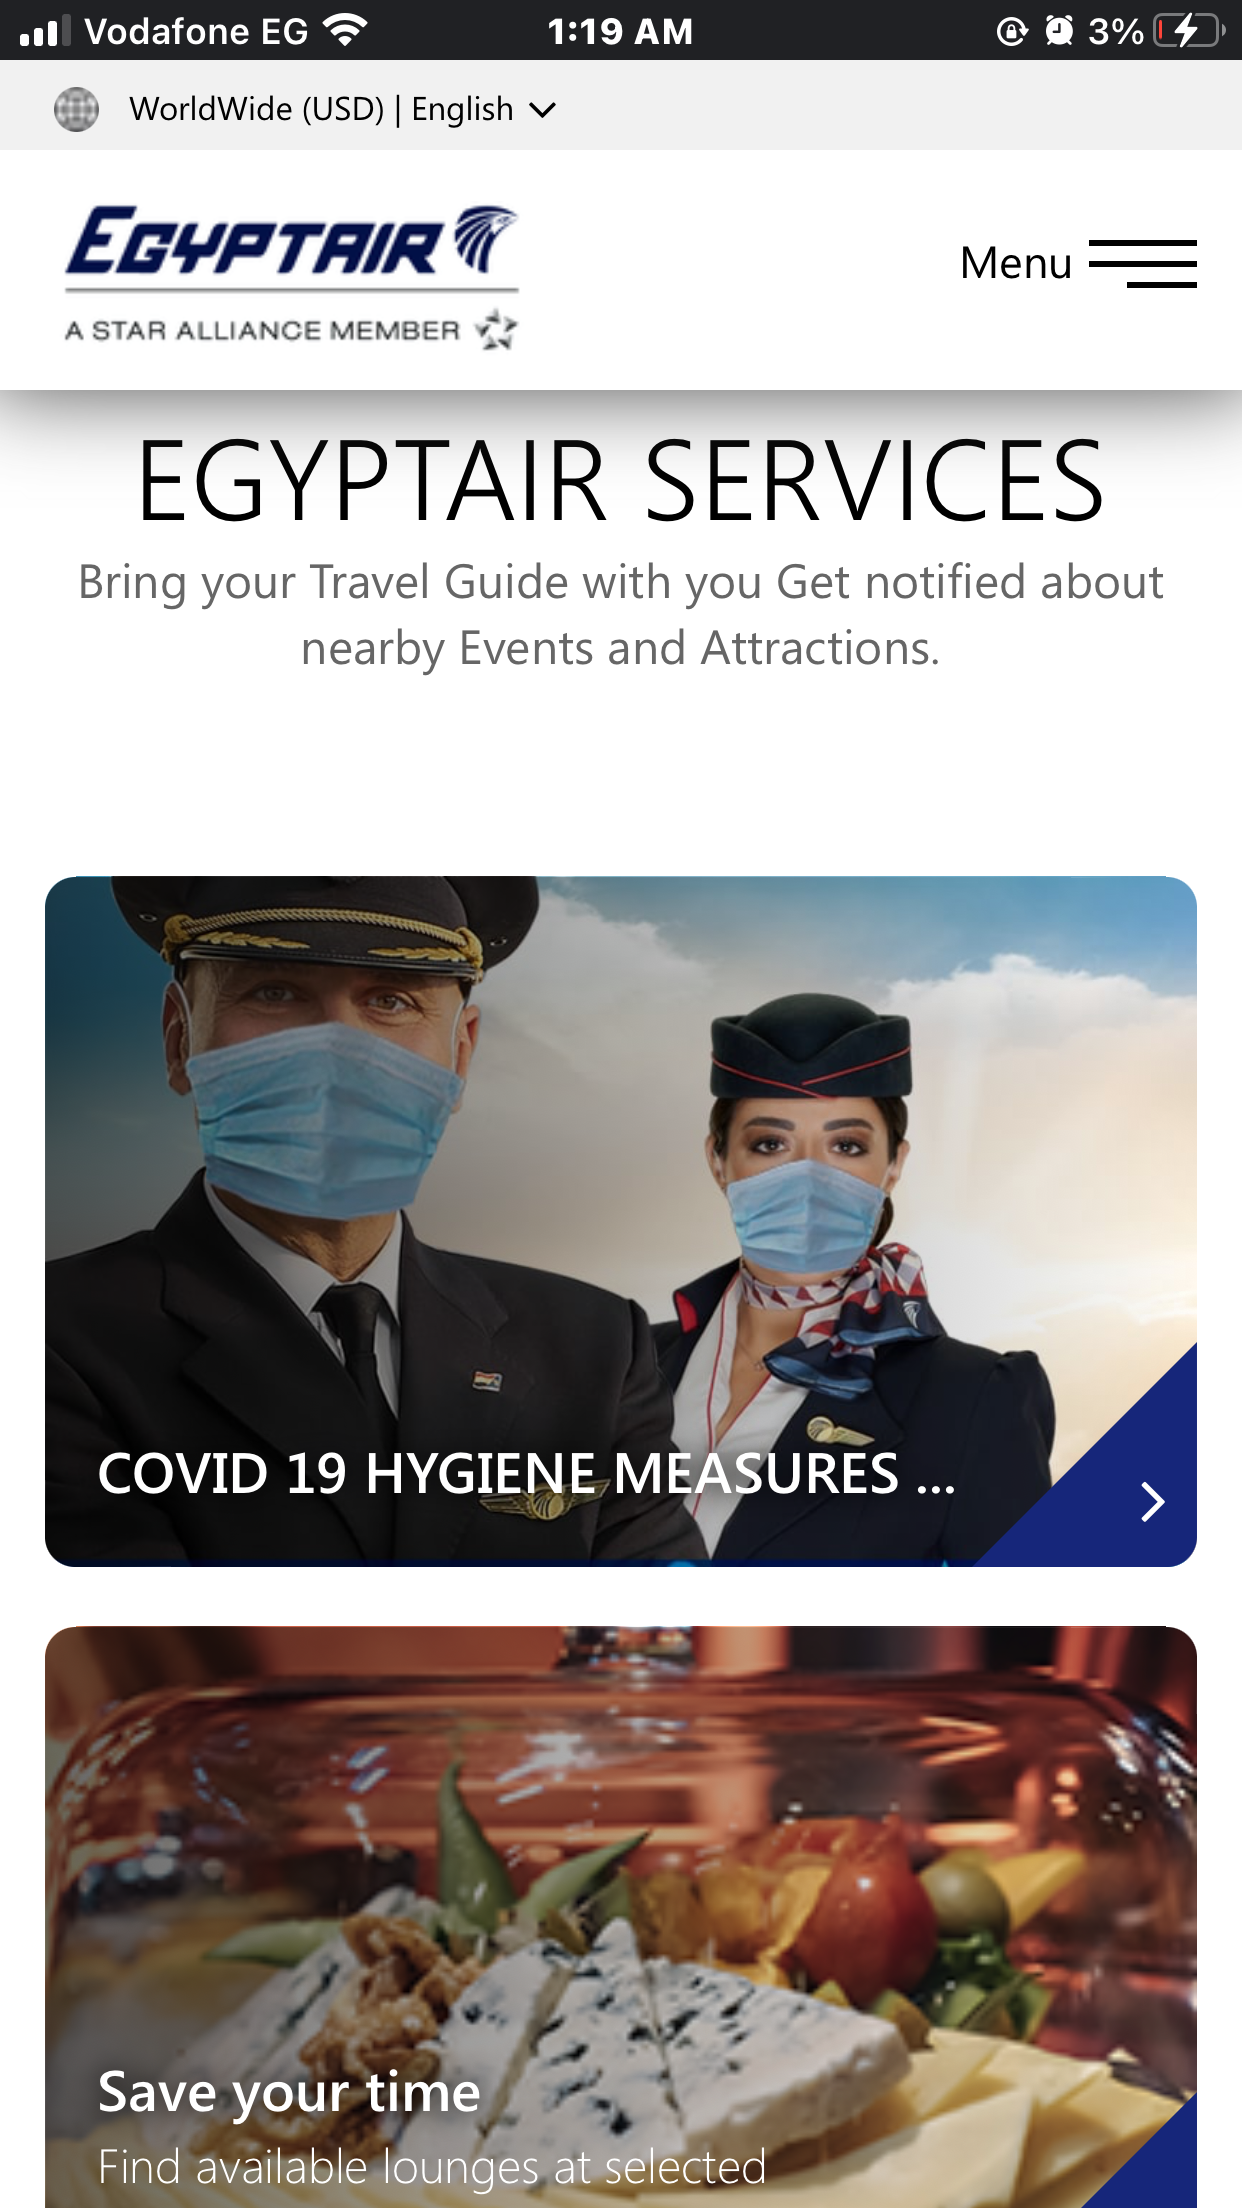 Vodafone EG
1:19 AM
3%
WorldWide (USD) | English
EGYPTAIR
A STAR ALLIANCE MEMBER
Menu
EGYPTAIR SERVICES
Bring your Travel Guide with you Get notified about
nearby Events and Attractions.
COVID 19 HYGIENE MEASURES ...
Save your time
Find available lounges at selected